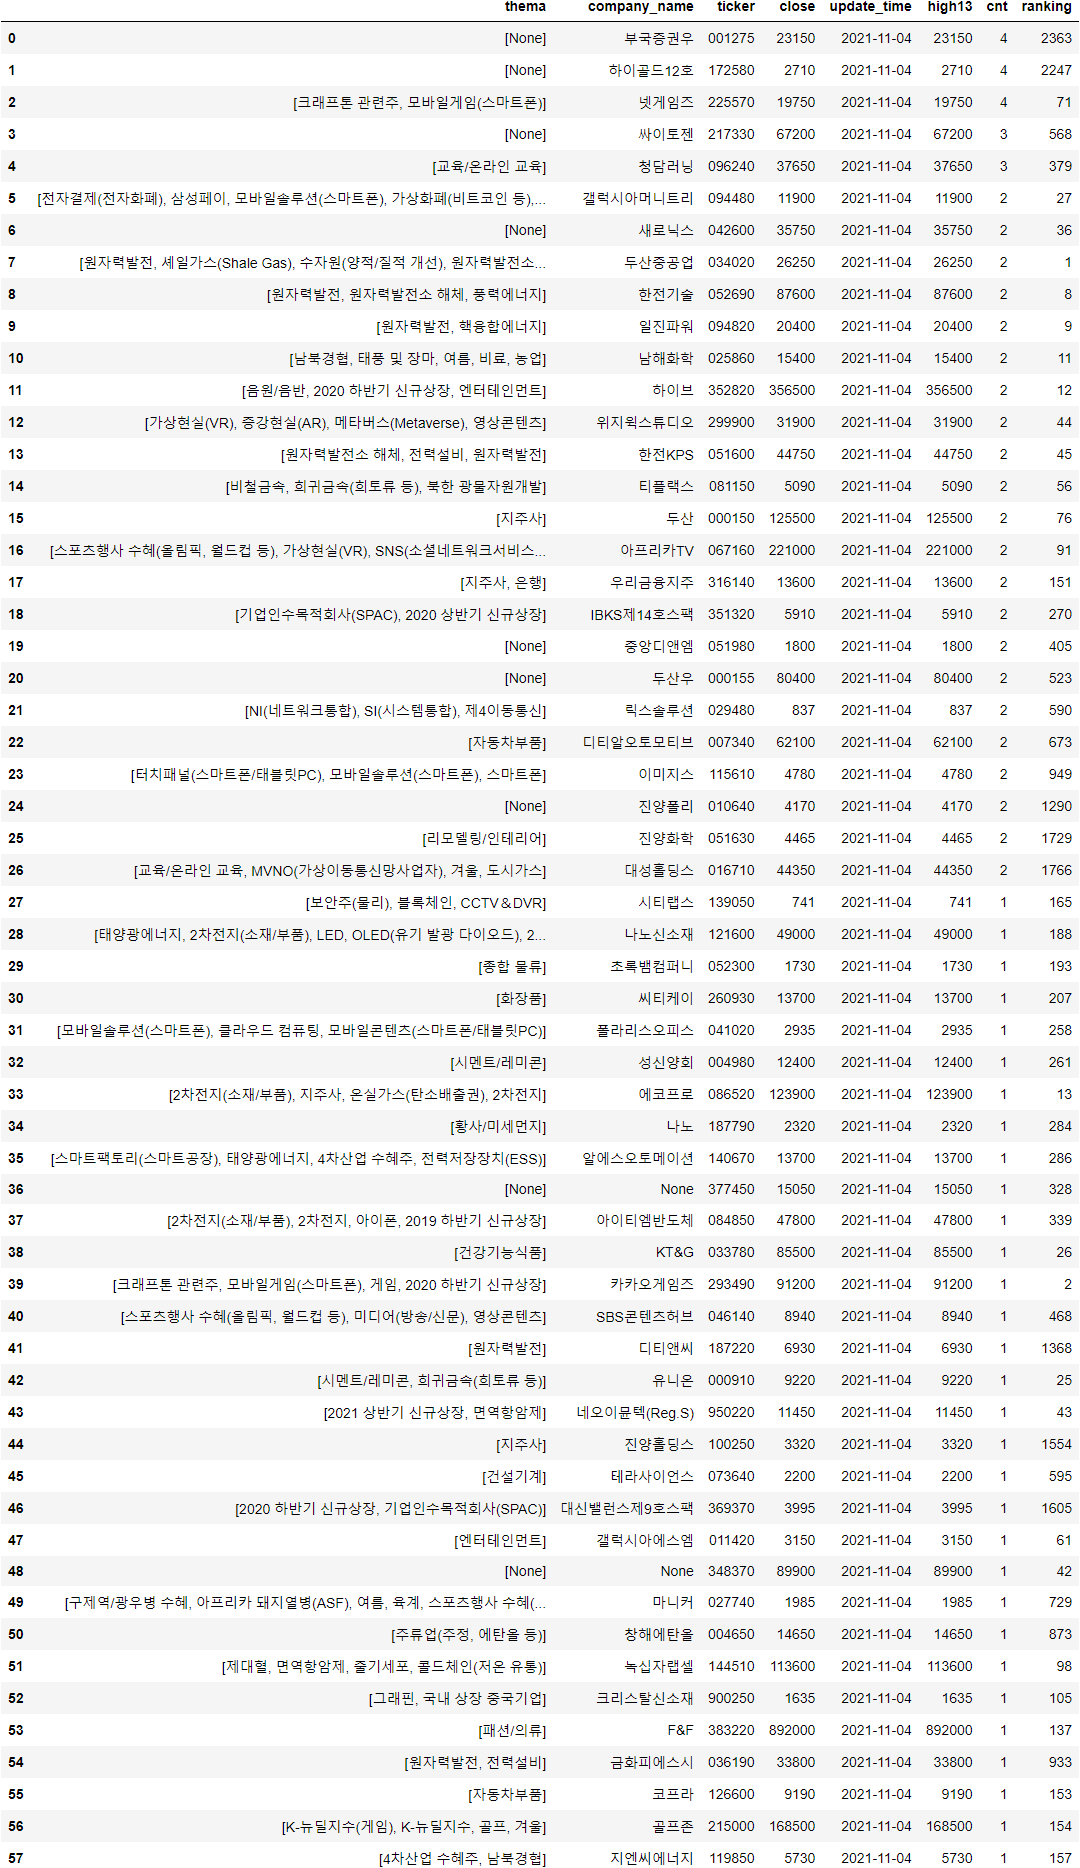 thema company_name ticker close update_time high13 cnt ranking
0 [None] 부국증권우 001275 23150 2021-11-04 23150 4 2363
1 [None] 하이골드12호 172580 2710 2021-11-04 2710 4 2247
2 [크래프톤 관련주, 모바일게임(스마트폰)] 넷게임즈 225570 19750 2021-11-04 19750 4 71
3 [None] 싸이토젠 217330 67200 2021-11-04 67200 3 568
4 [교육/온라인 교육] 청담러닝 096240 37650 2021-11-04 37650 3 379
5 [전자결제(전자화폐), 삼성페이, 모바일솔루션(스마트폰), 가상화폐(비트코인 등),... 갤럭시아머니트리 094480 11900 2021-11-04 11900 2 27
6 [None] 새로닉스 042600 35750 2021-11-04 35750 2 36
7 [원자력발전, 셰일가스(Shale Gas), 수자원(양적/질적 개선), 원자력발전소... 두산중공업 034020 26250 2021-11-04 26250 2 1
8 [원자력발전, 원자력발전소 해체, 풍력에너지] 한전기술 052690 87600 2021-11-04 87600 2 8
9 [원자력발전, 핵융합에너지] 일진파워 094820 20400 2021-11-04 20400 2 9
10 [남북경협, 태풍 및 장마, 여름, 비료, 농업] 남해화학 025860 15400 2021-11-04 15400 2 11
11 [음원/음반, 2020 하반기 신규상장, 엔터테인먼트] 하이브 352820 356500 2021-11-04 356500 2 12
12 [가상현실(VR), 증강현실(AR), 메타버스(Metaverse), 영상콘텐츠] 위지윅스튜디오 299900 31900 2021-11-04 31900 2 44
13 [원자력발전소 해체, 전력설비, 원자력발전] 한전KPS 051600 44750 2021-11-04 44750 2 45
14 [비철금속, 희귀금속(희토류 등), 북한 광물자원개발] 티플랙스 081150 5090 2021-11-04 5090 2 56
15 [지주사] 두산 000150 125500 2021-11-04 125500 2 76
16 [스포츠행사 수혜(올림픽, 월드컵 등), 가상현실(VR), SNS(소셜네트워크서비스... 아프리카TV 067160 221000 2021-11-04 221000 2 91
17 [지주사, 은행] 우리금융지주 316140 13600 2021-11-04 13600 2 151
18 [기업인수목적회사(SPAC), 2020 상반기 신규상장] IBKS제14호스팩 351320 5910 2021-11-04 5910 2 270
19 [None] 중앙디앤엠 051980 1800 2021-11-04 1800 2 405
20 [None] 두산우 000155 80400 2021-11-04 80400 2 523
21 [NI(네트워크통합), SI(시스템통합), 제4이동통신] 릭스솔루션 029480 837 2021-11-04 837 2 590
22 [자동차부품] 디티알오토모티브 007340 62100 2021-11-04 62100 2 673
23 [터치패널(스마트폰/태블릿PC), 모바일솔루션(스마트폰), 스마트폰] 이미지스 115610 4780 2021-11-04 4780 2 949
24 [None] 진양폴리 010640 4170 2021-11-04 4170 2 1290
25 [리모델링/인테리어] 진양화학 051630 4465 2021-11-04 4465 2 1729
26 [교육/온라인 교육, MVNO(가상이동통신망사업자), 겨울, 도시가스] 대성홀딩스 016710 44350 2021-11-04 44350 2 1766
27 [보안주(물리), 블록체인, CCTV＆DVR] 시티랩스 139050 741 2021-11-04 741 1 165
28 [태양광에너지, 2차전지(소재/부품), LED, OLED(유기 발광 다이오드), 2... 나노신소재 121600 49000 2021-11-04 49000 1 188
29 [종합 물류] 초록뱀컴퍼니 052300 1730 2021-11-04 1730 1 193
30 [화장품] 씨티케이 260930 13700 2021-11-04 13700 1 207
31 [모바일솔루션(스마트폰), 클라우드 컴퓨팅, 모바일콘텐츠(스마트폰/태블릿PC)] 폴라리스오피스 041020 2935 2021-11-04 2935 1 258
32 [시멘트/레미콘] 성신양회 004980 12400 2021-11-04 12400 1 261
33 [2차전지(소재/부품), 지주사, 온실가스(탄소배출권), 2차전지] 에코프로 086520 123900 2021-11-04 123900 1 13
34 [황사/미세먼지] 나노 187790 2320 2021-11-04 2320 1 284
35 [스마트팩토리(스마트공장), 태양광에너지, 4차산업 수혜주, 전력저장장치(ESS)] 알에스오토메이션 140670 13700 2021-11-04 13700 1 286
36 [None] None 377450 15050 2021-11-04 15050 1 328
37 [2차전지(소재/부품), 2차전지, 아이폰, 2019 하반기 신규상장] 아이티엠반도체 084850 47800 2021-11-04 47800 1 339
38 [건강기능식품] KT&G 033780 85500 2021-11-04 85500 1 26
39 [크래프톤 관련주, 모바일게임(스마트폰), 게임, 2020 하반기 신규상장] 카카오게임즈 293490 91200 2021-11-04 91200 1 2
40 [스포츠행사 수혜(올림픽, 월드컵 등), 미디어(방송/신문), 영상콘텐츠] SBS콘텐츠허브 046140 8940 2021-11-04 8940 1 468
41 [원자력발전] 디티앤씨 187220 6930 2021-11-04 6930 1 1368
42 [시멘트/레미콘, 희귀금속(희토류 등)] 유니온 000910 9220 2021-11-04 9220 1 25
43 [2021 상반기 신규상장, 면역항암제] 네오이뮨텍(Reg.S) 950220 11450 2021-11-04 11450 1 43
44 [지주사] 진양홀딩스 100250 3320 2021-11-04 3320 1 1554
45 [건설기계] 테라사이언스 073640 2200 2021-11-04 2200 1 595
46 [2020 하반기 신규상장, 기업인수목적회사(SPAC)] 대신밸런스제9호스팩 369370 3995 2021-11-04 3995 1 1605
47 [엔터테인먼트] 갤럭시아에스엠 011420 3150 2021-11-04 3150 1 61
48 [None] None 348370 89900 2021-11-04 89900 1 42
49 [구제역/광우병 수혜, 아프리카 돼지열병(ASF), 여름, 육계, 스포츠행사 수혜(... 마니커 027740 1985 2021-11-04 1985 1 729
50 [주류업(주정, 에탄올 등)] 창해에탄올 004650 14650 2021-11-04 14650 1 873
51 [제대혈, 면역항암제, 줄기세포, 콜드체인(저온 유통)] 녹십자랩셀 144510 113600 2021-11-04 113600 1 98
52 [그래핀, 국내 상장 중국기업] 크리스탈신소재 900250 1635 2021-11-04 1635 1 105
53 [패션/의류] F&F 383220 892000 2021-11-04 892000 1 137
54 [원자력발전, 전력설비] 금화피에스시 036190 33800 2021-11-04 33800 1 933
55 [자동차부품] 코프라 126600 9190 2021-11-04 9190 1 153
56 [K-뉴딜지수(게임), K-뉴딜지수, 골프, 겨울] 골프존 215000 168500 2021-11-04 168500 1 154
57 [4차산업 수혜주, 남북경협] 지엔씨에너지 119850 5730 2021-11-04 5730 1 157